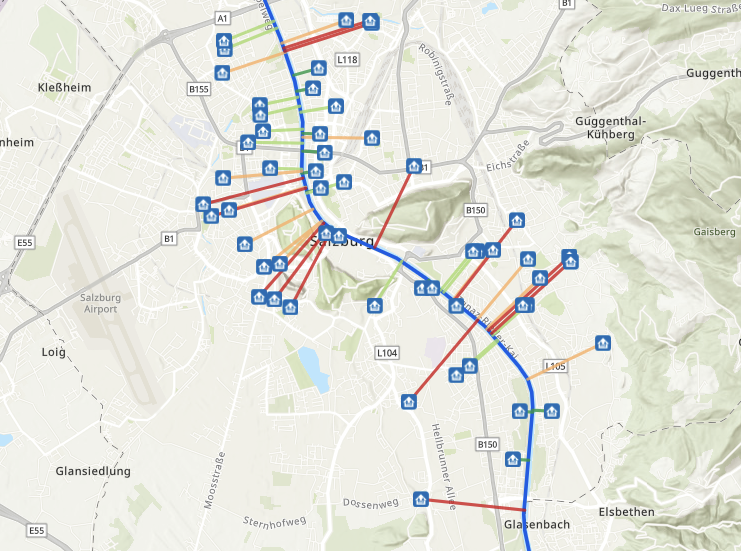 B1
Dax Lueg Straße
A1
L118
Robinigstraße
Guggenth
Kleßheim
B155
Guggenthal-
Kühberg
nheim
Eichstraße
B150
Gaisberg
B1
Salzburg
E55
Salzburg
Airport
Loig
L104
L105
Hellbrunner Allee
B150
Glansiedlung
Moosstraße
Dossenweg
Elsbethen
Sternhofweg
Glasenbach
E55